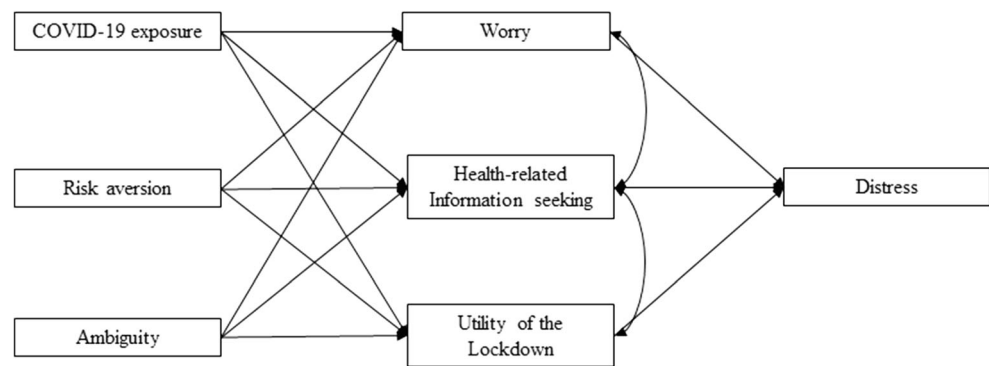 COVID-19 exposure
Worry
Risk aversion
Health-related
Information seeking
Distress
Ambiguity
Utility of the
Lockdown